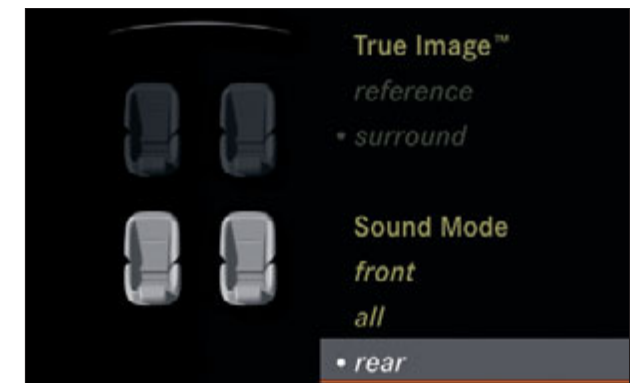 True Image™
reference
• surround
Sound Mode
front
all
• rear